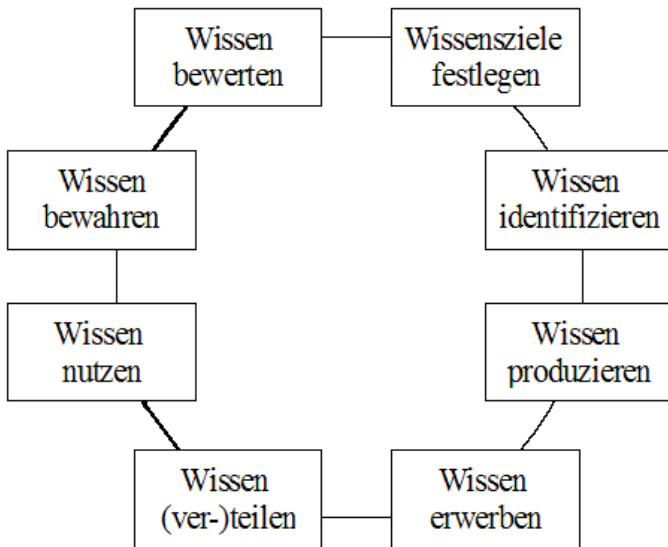 Wissen
bewerten
Wissensziele
festlegen
Wissen
bewahren
Wissen
identifizieren
Wissen
nutzen
Wissen
produzieren
Wissen
(ver-)teilen
Wissen
erwerben